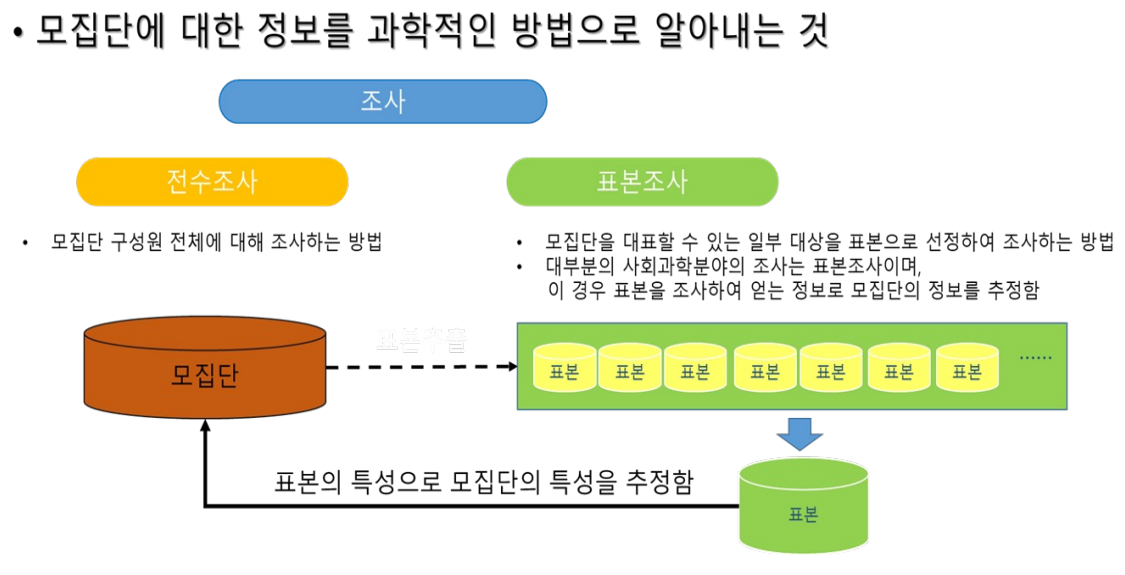 • 모집단에 대한 정보를 과학적인 방법으로 알아내는 것
조사
전수조사
표본조사
• 모집단 구성원 전체에 대해 조사하는 방법
• 모집단을 대표할 수 있는 일부 대상을 표본으로 선정하여 조사하는 방법
• 대부분의 사회과학분야의 조사는 표본조사이며,
이 경우 표본을 조사하여 얻는 정보로 모집단의 정보를 추정함
모집단
표본추출
표본 표본 표본 표본 표본 표본 표본 ······
표본의 특성으로 모집단의 특성을 추정함
표본